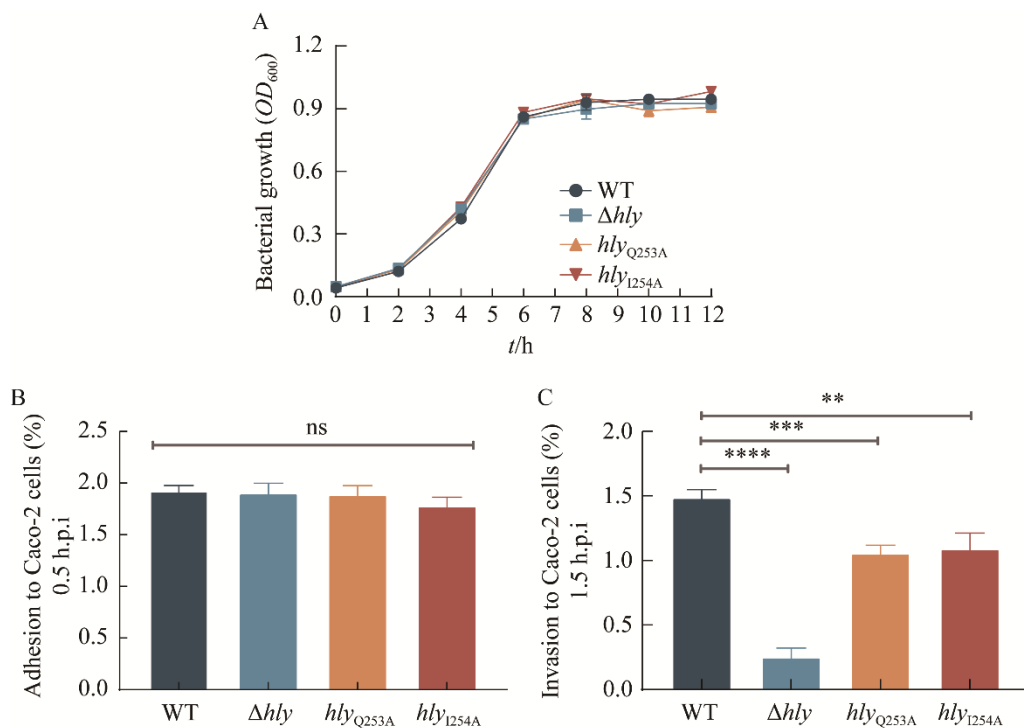 A
Bacterial growth (OD600)
1.2
0.9
0.6
0.3
0.0
WT
Δhly
hlyQ253A
hlyI254A
0 1 2 3 4 5 6 7 8 9 10 11 12
t/h
B
Adhesion to Caco-2 cells (%)
0.5 h.p.i
2.5
2.0
1.5
1.0
0.5
0.0
ns
WT Δhly hlyQ253A hlyI254A
C
Invasion to Caco-2 cells (%)
1.5 h.p.i
2.0
1.5
1.0
0.5
0.0
**
***
****
WT Δhly hlyQ253A hlyI254A